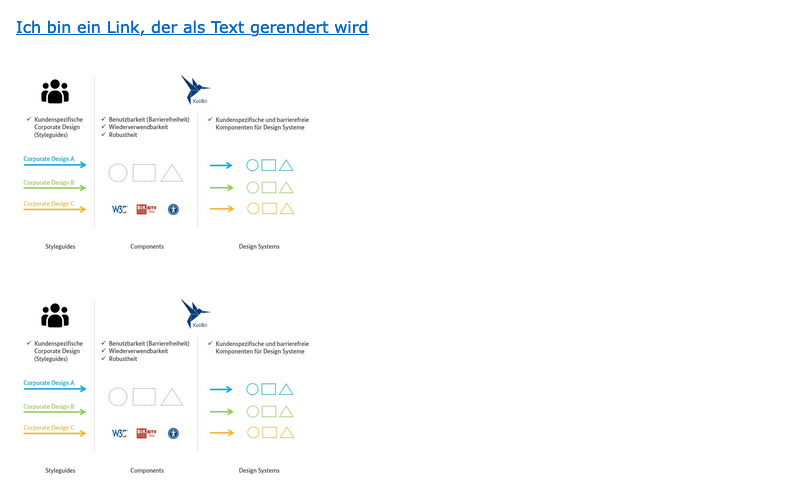 Ich bin ein Link, der als Text gerendert wird
KoliBri
✓ Kundenspezifische
Corporate Design
(Styleguides)
✓ Benutzbarkeit (Barrierefreiheit)
✓ Wiederverwendbarkeit
✓ Robustheit
✓ Kundenspezifische und barrierefreie
Komponenten für Design Systeme
Corporate Design A
Corporate Design B
Corporate Design C
W3C
BITV
Styleguides
Components
Design Systems
KoliBri
✓ Kundenspezifische
Corporate Design
(Styleguides)
✓ Benutzbarkeit (Barrierefreiheit)
✓ Wiederverwendbarkeit
✓ Robustheit
✓ Kundenspezifische und barrierefreie
Komponenten für Design Systeme
Corporate Design A
Corporate Design B
Corporate Design C
W3C
BITV
Styleguides
Components
Design Systems